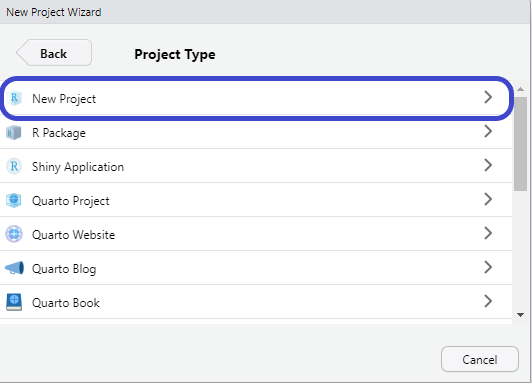 New Project Wizard
Back
Project Type
R New Project
R Package
R Shiny Application
Quarto Project
Quarto Website
Quarto Blog
Quarto Book
Cancel